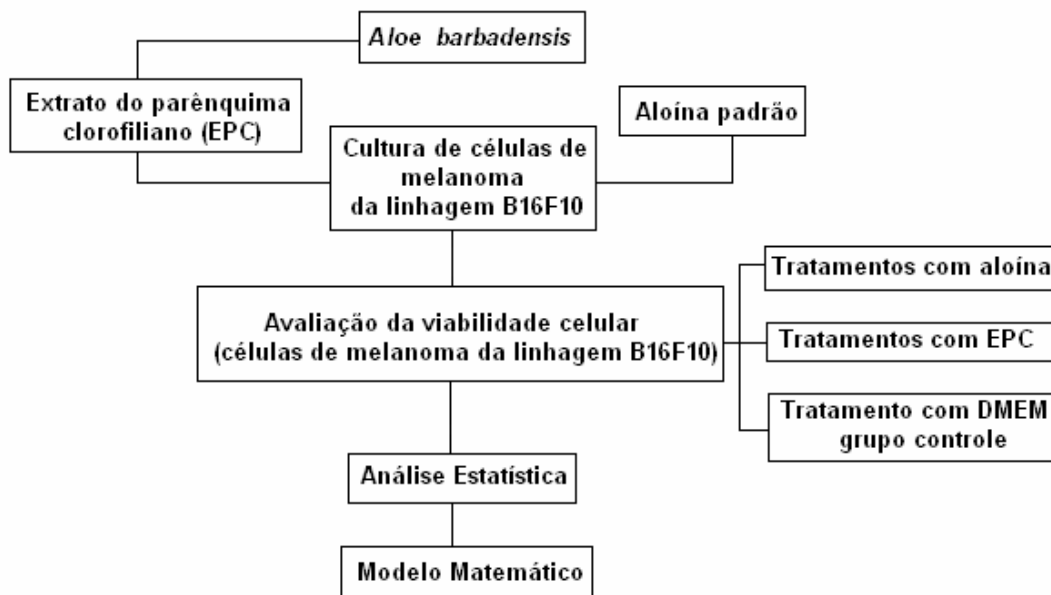 Aloe barbadensis
Extrato do parênquima
clorofiliano (EPC)
Aloína padrão
Cultura de células de
melanoma
da linhagem B16F10
Avaliação da viabilidade celular
(células de melanoma da linhagem B16F10)
Tratamentos com aloína
Tratamentos com EPC
Tratamento com DMEM
grupo controle
Análise Estatística
Modelo Matemático